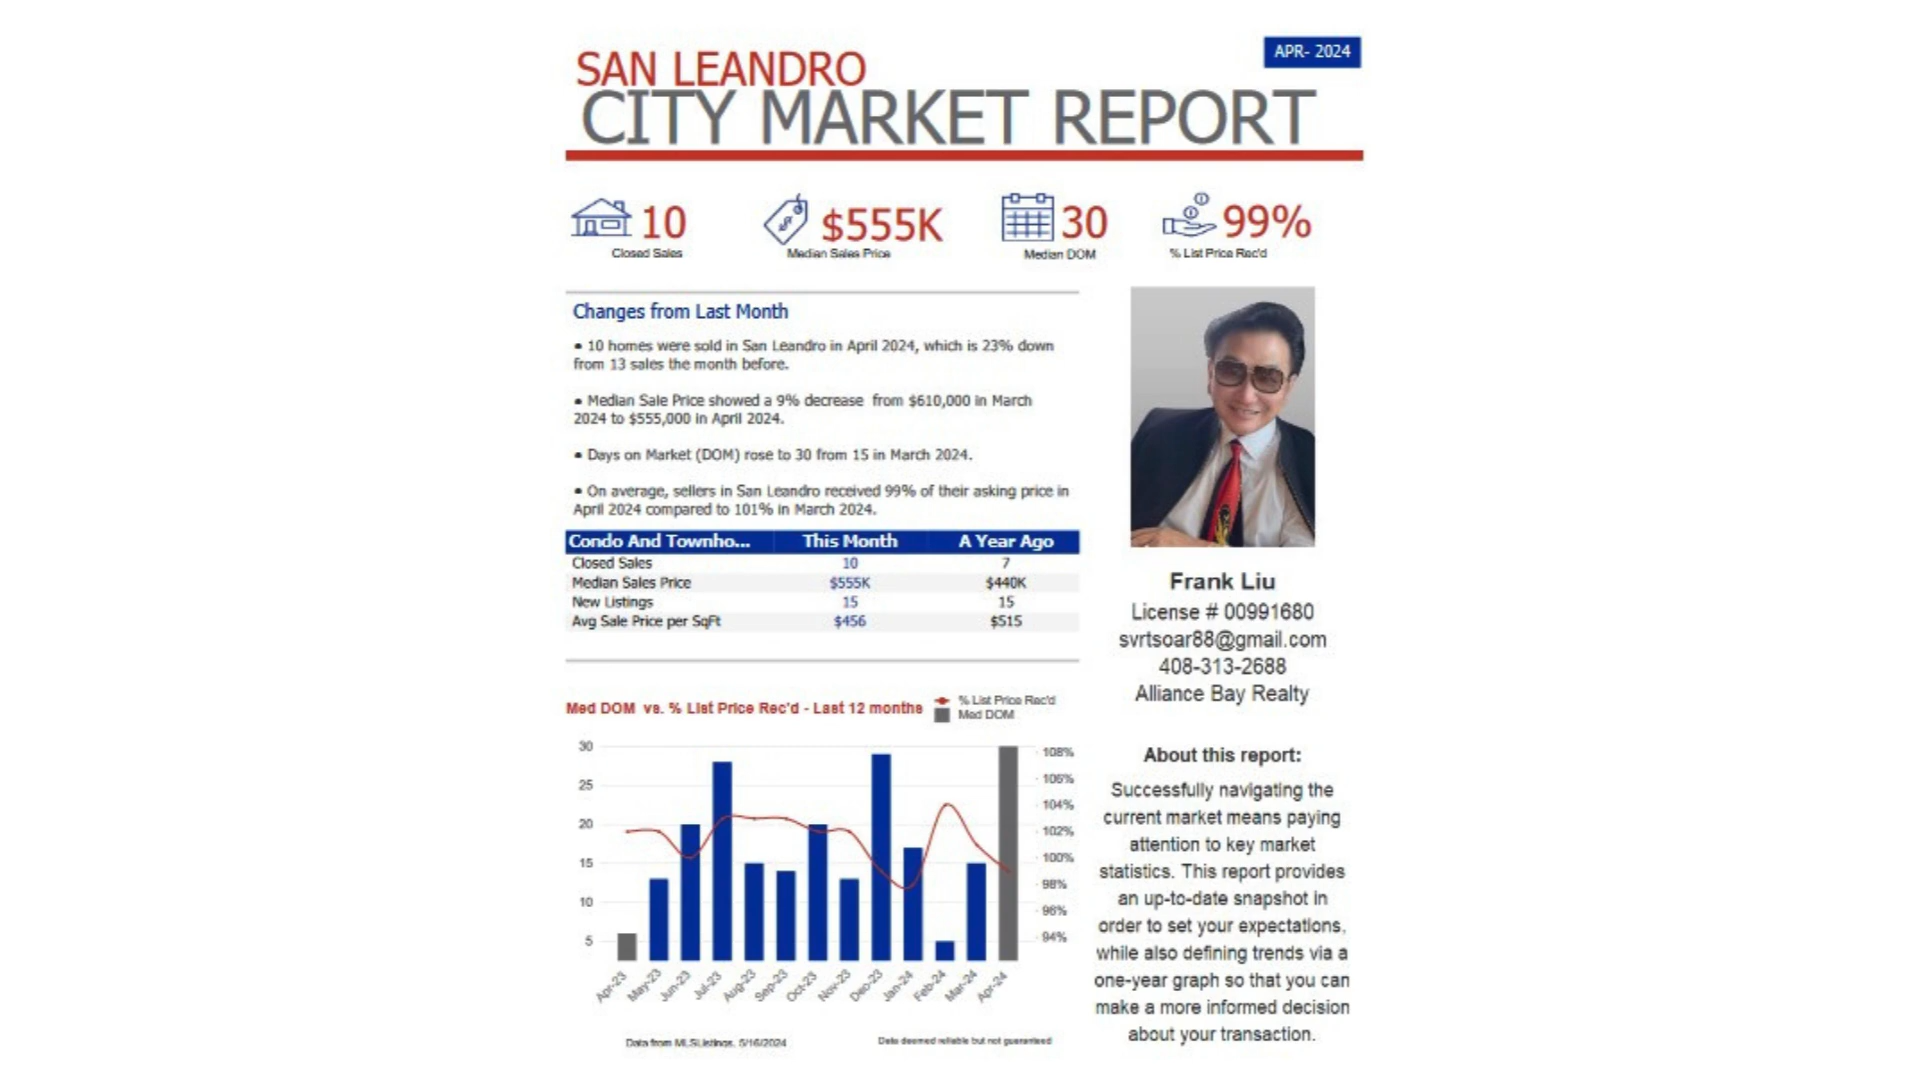 APR- 2024
SAN LEANDRO
CITY MARKET REPORT
10
Closed Sales
$555K
Median Sales Price
30
Median DOM
99%
% List Price Rec'd
Changes from Last Month
• 10 homes were sold in San Leandro in April 2024, which is 23% down
from 13 sales the month before.
• Median Sale Price showed a 9% decrease from $610,000 in March
2024 to $555,000 in April 2024.
• Days on Market (DOM) rose to 30 from 15 in March 2024.
• On average, sellers in San Leandro received 99% of their asking price in
April 2024 compared to 101% in March 2024.
Condo And Townho... This Month A Year Ago
Closed Sales 10 7
Median Sales Price $555K $440K
New Listings 15 15
Avg Sale Price per SqFt $456 $515
Med DOM vs. % List Price Rec'd - Last 12 months
% List Price Rec'd
Med DOM
30
25
20
15
10
5
108%
106%
104%
102%
100%
98%
96%
94%
Apr-23 May-23 Jun-23 Jul-23 Aug-23 Sep-23 Oct-23 Nov-23 Dec-23 Jan-24 Feb-24 Mar-24 Apr-24
Data from MLSListings, 5/16/2024
Data deemed reliable but not guaranteed
Frank Liu
License # 00991680
svrtsoar88@gmail.com
408-313-2688
Alliance Bay Realty
About this report:
Successfully navigating the
current market means paying
attention to key market
statistics. This report provides
an up-to-date snapshot in
order to set your expectations,
while also defining trends via a
one-year graph so that you can
make a more informed decision
about your transaction.